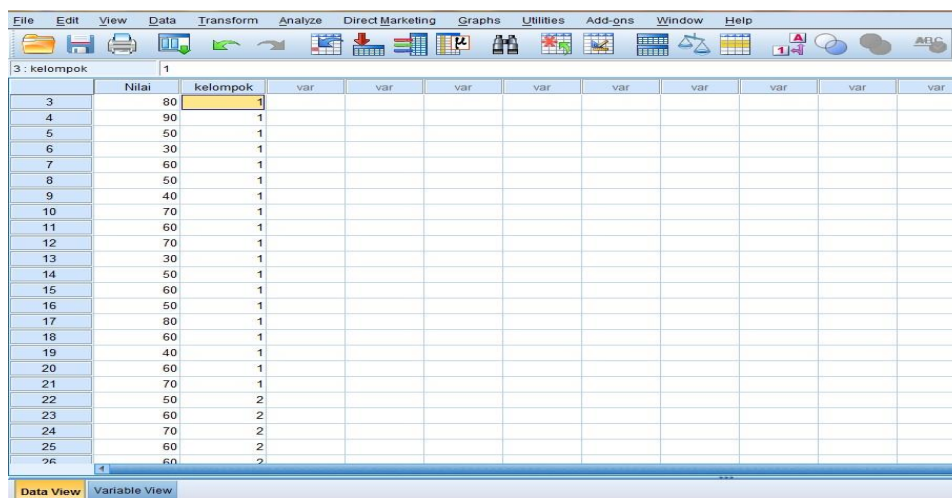 File Edit View Data Transform Analyze Direct Marketing Graphs Utilities Add-ons Window Help
3 : kelompok 1
Nilai kelompok var var var var var var var var
3 80 1
4 90 1
5 50 1
6 30 1
7 60 1
8 50 1
9 40 1
10 70 1
11 60 1
12 70 1
13 30 1
14 50 1
15 60 1
16 50 1
17 80 1
18 60 1
19 40 1
20 60 1
21 70 1
22 50 2
23 60 2
24 70 2
25 60 2
26 60 2
Data View Variable View